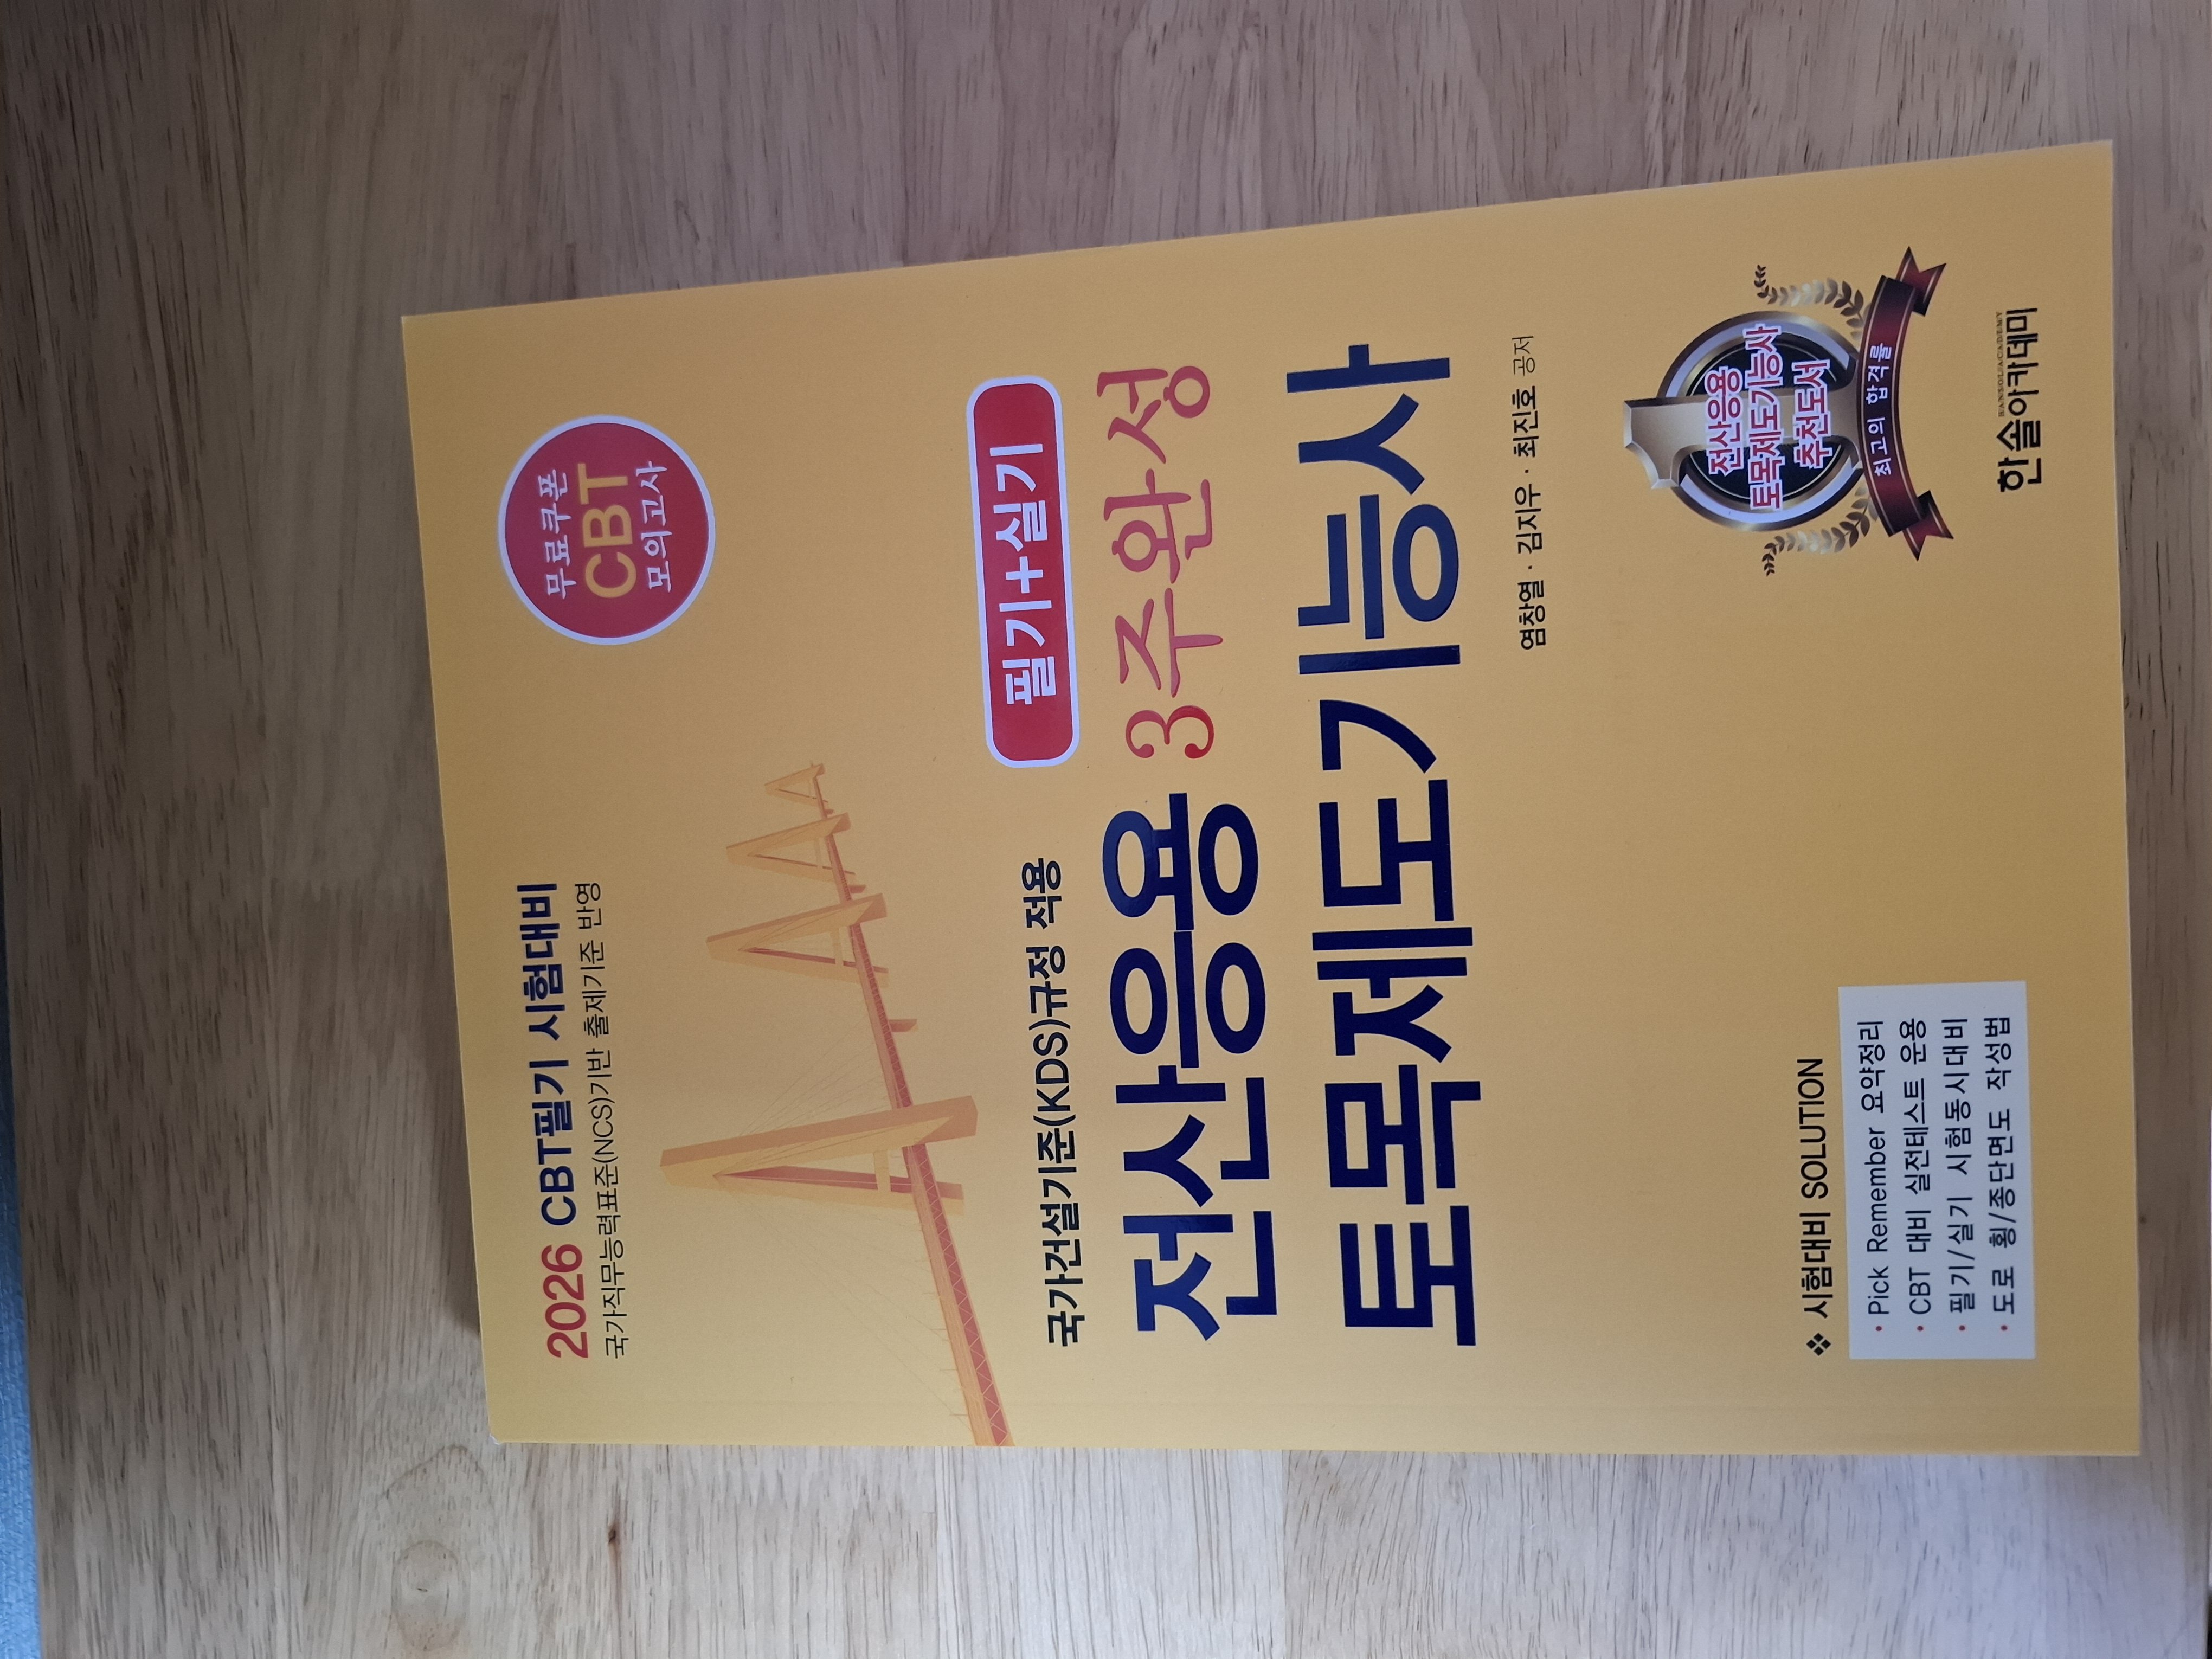 2026 CBT필기 시험대비
국가직무능력표준(NCS)기반 출제기준 반영
무료쿠폰
CBT
모의고사
필기+실기
국가건설기준(KDS)규정 적용
전산응용 3주완성
토목제도기능사
염창열 · 김지우 · 최진호 공저
❖ 시험대비 SOLUTION
• Pick Remember 요약정리
• CBT 대비 실전테스트 운용
• 필기/실기 시험동시대비
• 도로 횡/종단면도 작성법
1
전산응용
토목제도기능사
추천도서
최고의 합격률
HANSOL ACADEMY
한솔아카데미